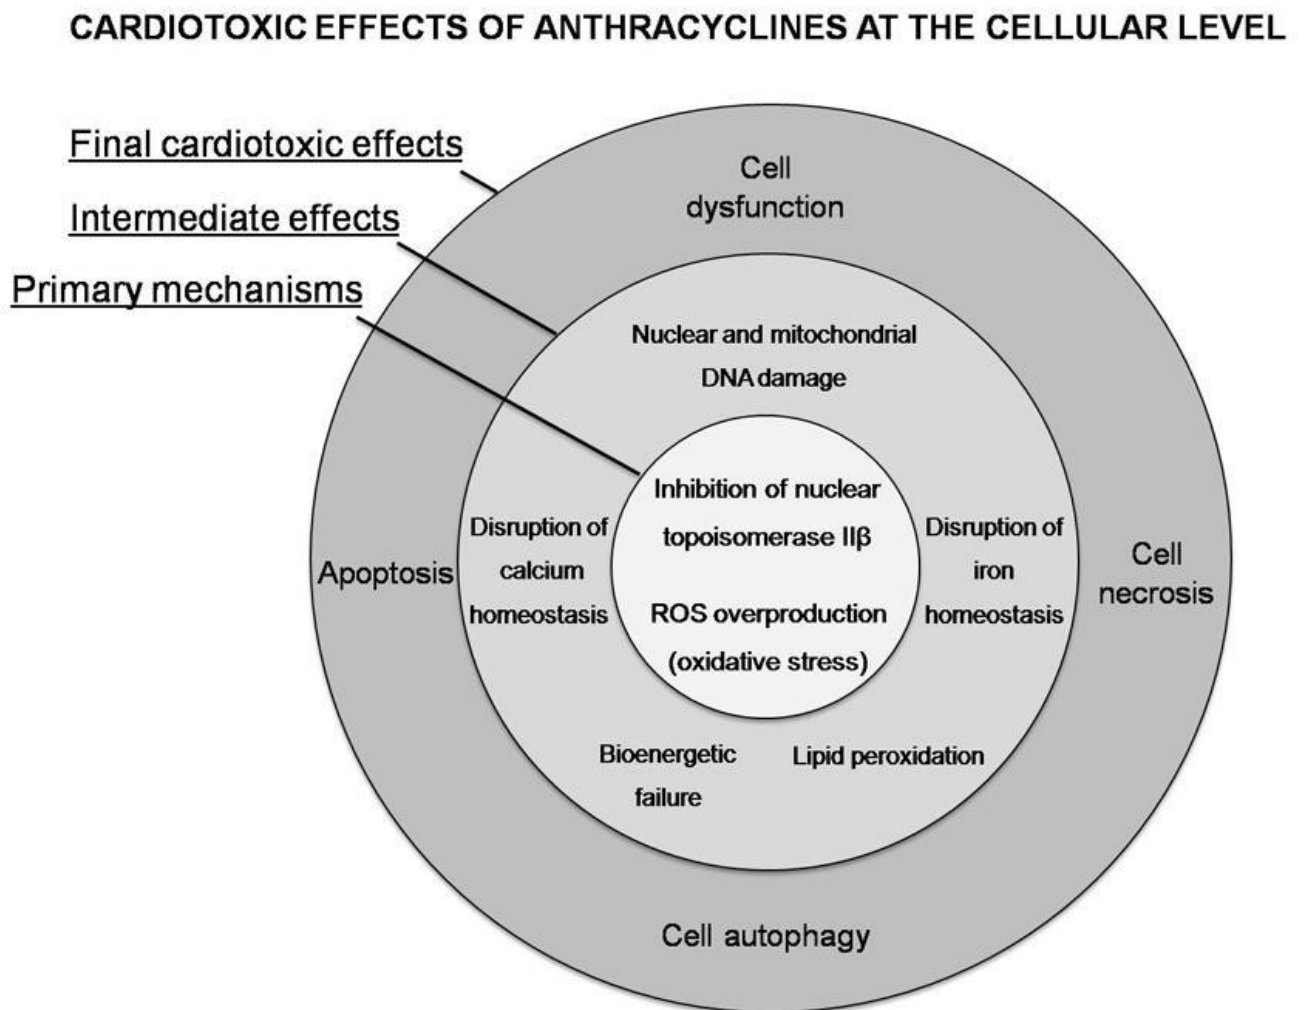 CARDIOTOXIC EFFECTS OF ANTHRACYCLINES AT THE CELLULAR LEVEL
Final cardiotoxic effects
Intermediate effects
Primary mechanisms
Cell
dysfunction
Nuclear and mitochondrial
DNA damage
Inhibition of nuclear
topoisomerase IIβ
ROS overproduction
(oxidative stress)
Disruption of
calcium
homeostasis
Disruption of
iron
homeostasis
Apoptosis
Cell
necrosis
Bioenergetic
failure
Lipid peroxidation
Cell autophagy